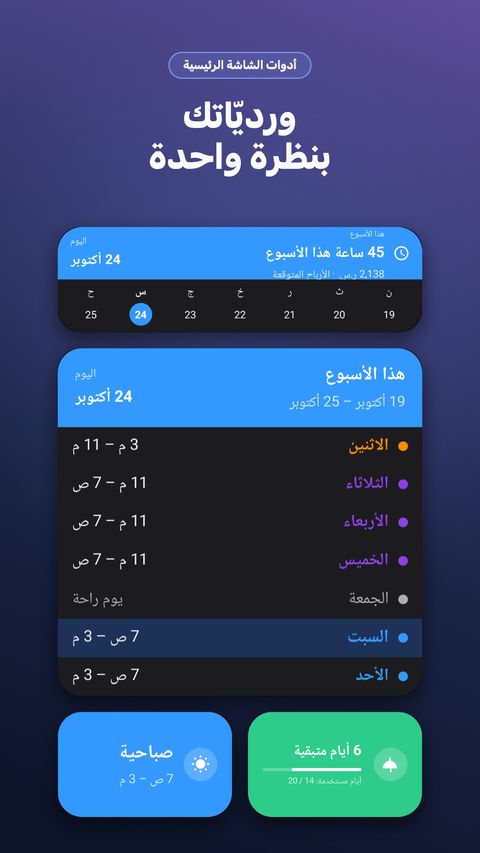 أدوات الشاشة الرئيسية
ورديّاتك
بنظرة واحدة
هذا الأسبوع
45 ساعة هذا الأسبوع
2,138 ر.س. · الأرباح المتوقعة
اليوم
24 أكتوبر
ن ث ر خ ج س ح
19 20 21 22 23 24 25
هذا الأسبوع
19 أكتوبر – 25 أكتوبر
اليوم
24 أكتوبر
الاثنين 3 م – 11 م
الثلاثاء 11 م – 7 ص
الأربعاء 11 م – 7 ص
الخميس 11 م – 7 ص
الجمعة يوم راحة
السبت 7 ص – 3 م
الأحد 7 ص – 3 م
6 أيام متبقية
أيام مستخدمة: 14 / 20
صباحية
7 ص – 3 م